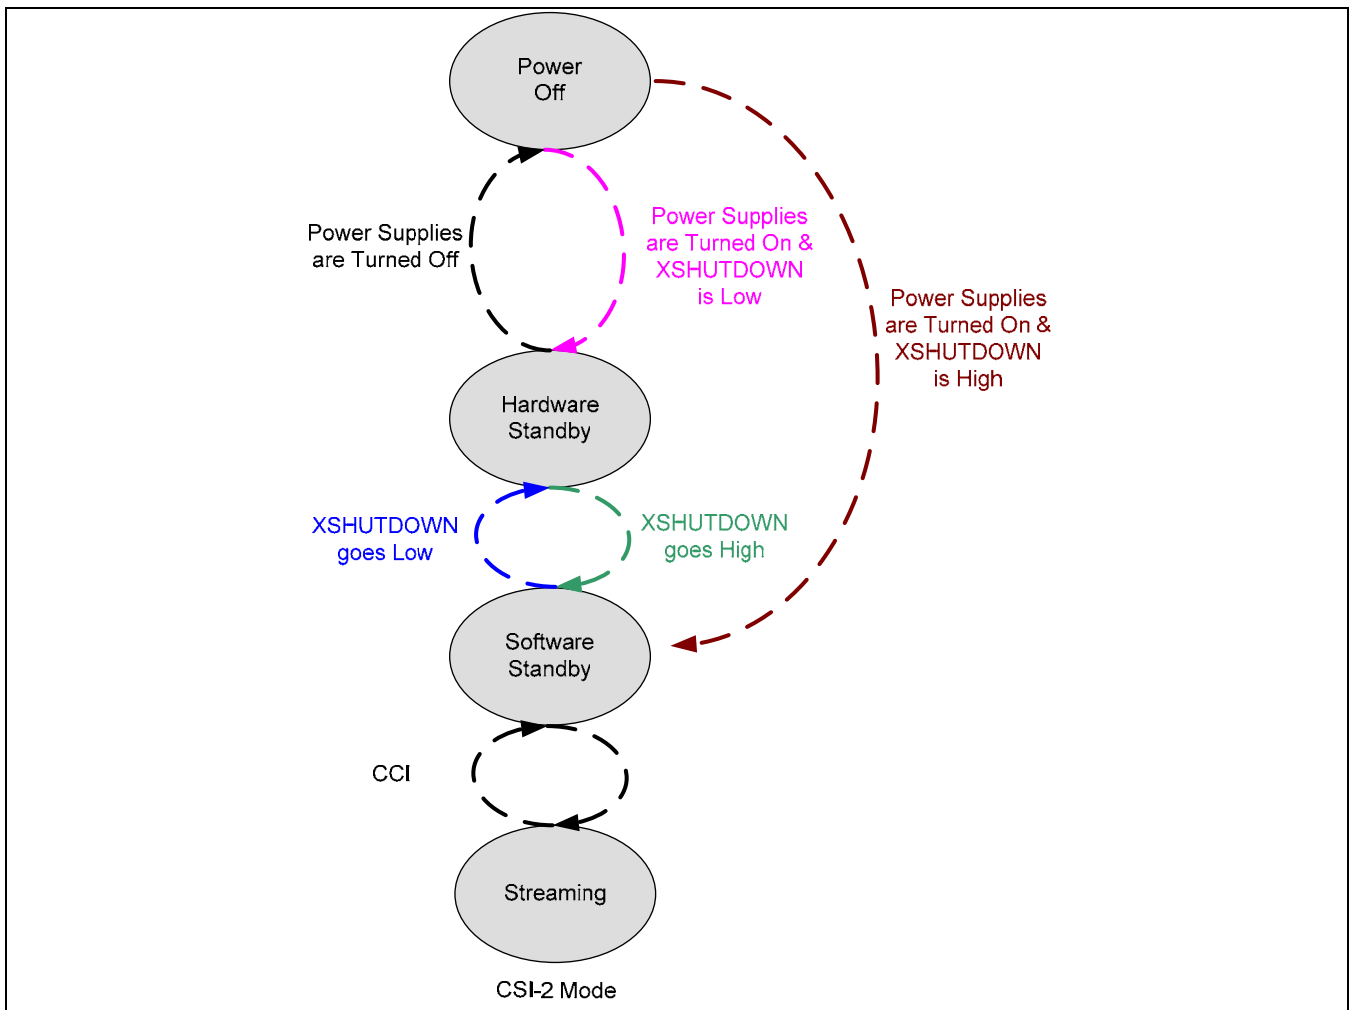 Power
Off
Power Supplies
are Turned Off
Power Supplies
are Turned On &
XSHUTDOWN
is Low
Power Supplies
are Turned On &
XSHUTDOWN
is High
Hardware
Standby
XSHUTDOWN
goes Low
XSHUTDOWN
goes High
Software
Standby
CCI
Streaming
CSI-2 Mode